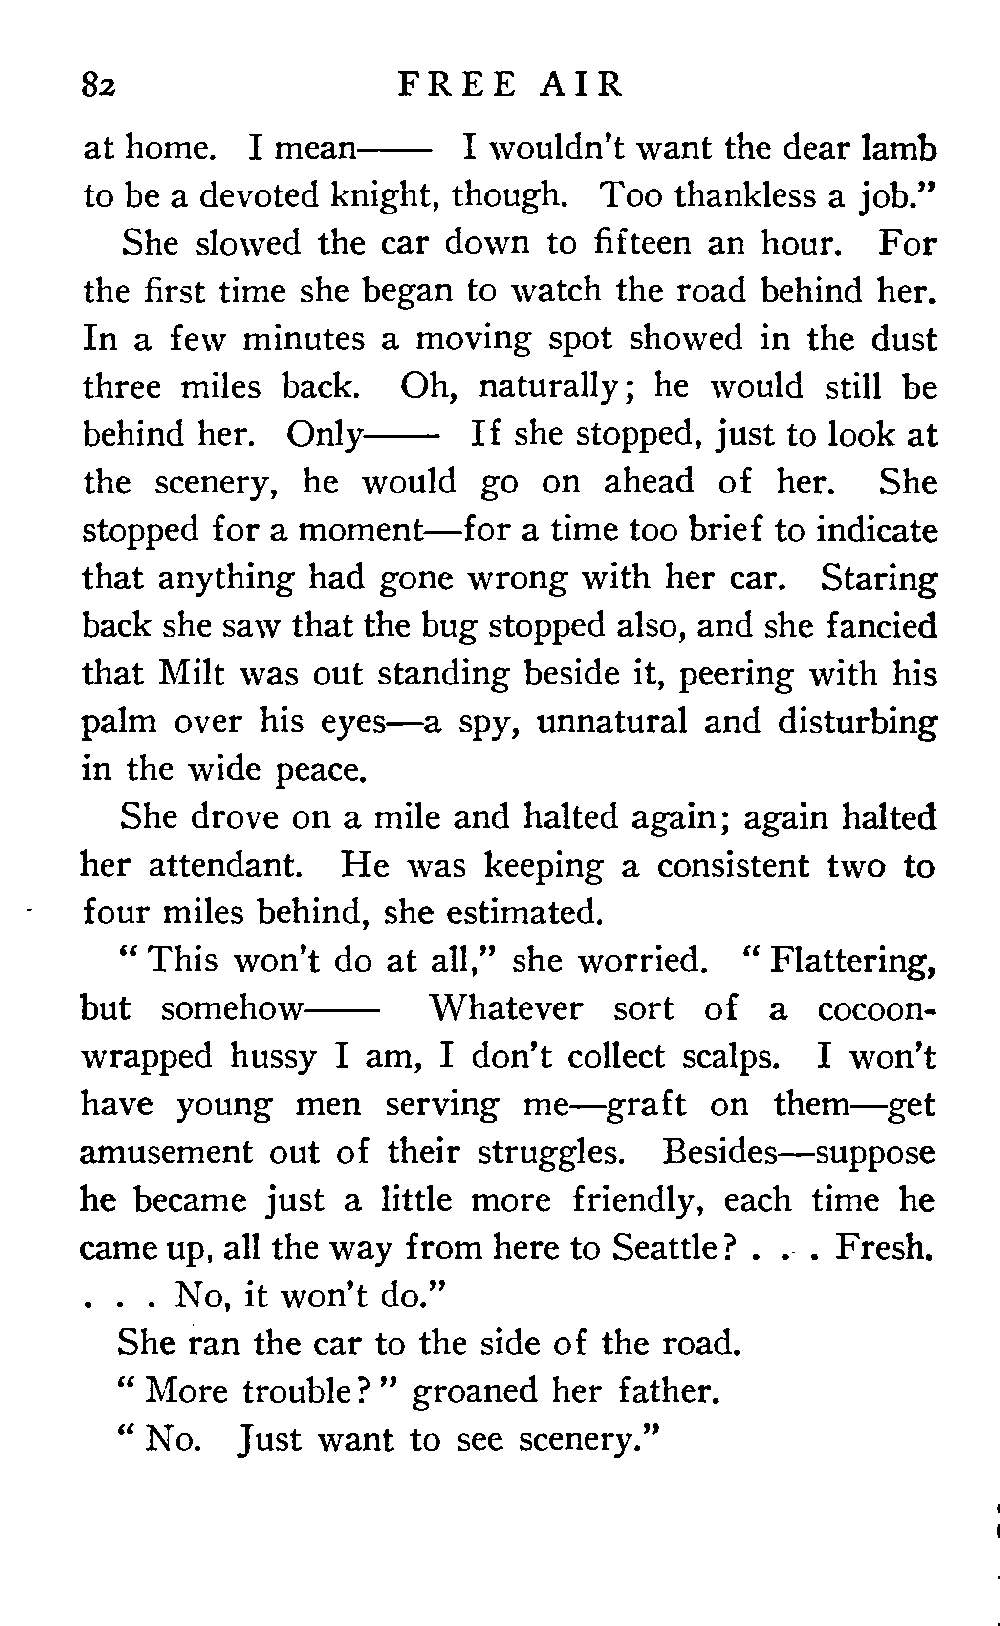 82 FREE AIR
at home. I mean—— I wouldn't want the dear lamb
to be a devoted knight, though. Too thankless a job."
She slowed the car down to fifteen an hour. For
the first time she began to watch the road behind her.
In a few minutes a moving spot showed in the dust
three miles back. Oh, naturally; he would still be
behind her. Only—— If she stopped, just to look at
the scenery, he would go on ahead of her. She
stopped for a moment—for a time too brief to indicate
that anything had gone wrong with her car. Staring
back she saw that the bug stopped also, and she fancied
that Milt was out standing beside it, peering with his
palm over his eyes—a spy, unnatural and disturbing
in the wide peace.
She drove on a mile and halted again; again halted
her attendant. He was keeping a consistent two to
four miles behind, she estimated.
"This won't do at all," she worried. "Flattering,
but somehow—— Whatever sort of a cocoon-
wrapped hussy I am, I don't collect scalps. I won't
have young men serving me—graft on them—get
amusement out of their struggles. Besides—suppose
he became just a little more friendly, each time he
came up, all the way from here to Seattle? . . . Fresh.
. . . No, it won't do."
She ran the car to the side of the road.
"More trouble?" groaned her father.
"No. Just want to see scenery."